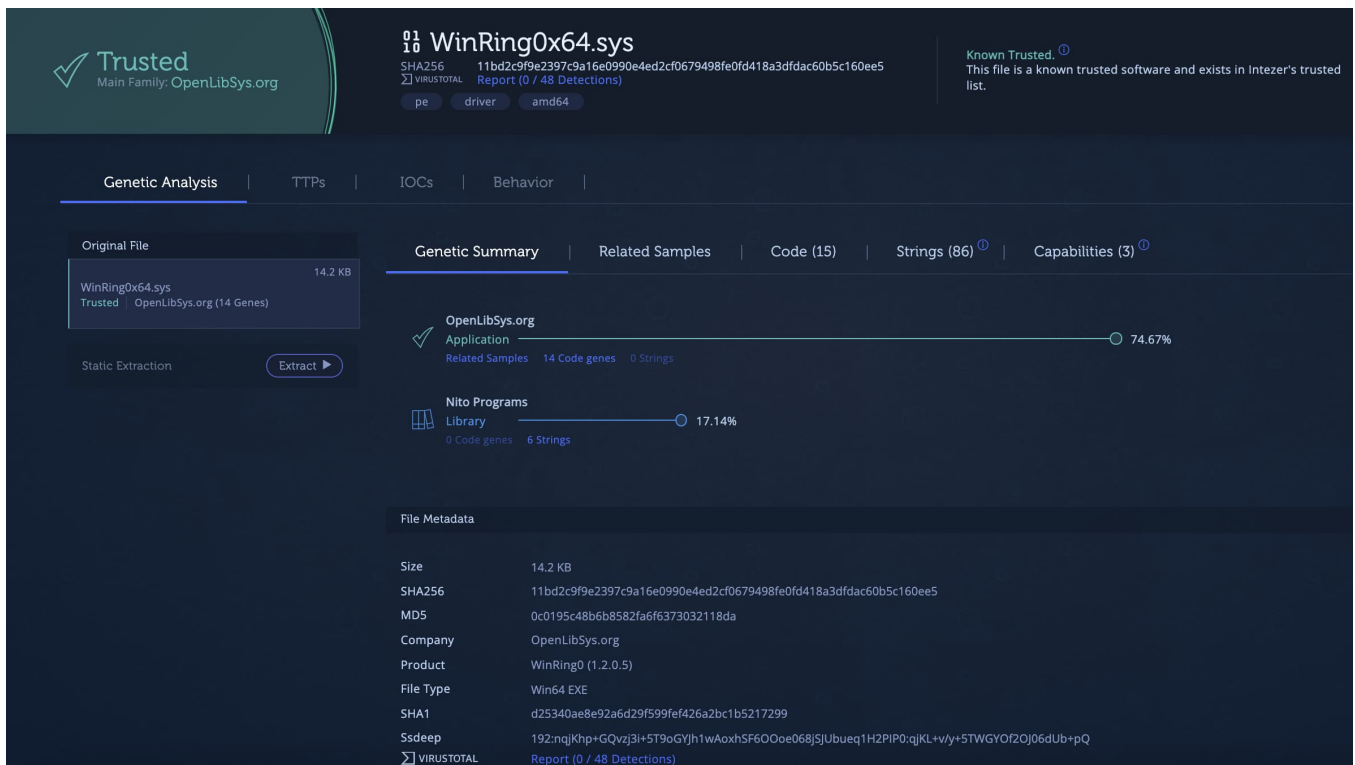 Trusted
Main Family: OpenLibSys.org
WinRing0x64.sys
SHA256 11bd2c9f9e2397c9a16e0990e4ed2cf0679498fe0fd418a3dfdac60b5c160ee5
VIRUSTOTAL Report (0 / 48 Detections)
pe driver amd64
Known Trusted.
This file is a known trusted software and exists in Intezer's trusted
list.
Genetic Analysis | TTPs | IOCs | Behavior |
Original File
14.2 KB
WinRing0x64.sys
Trusted | OpenLibSys.org (14 Genes)
Static Extraction Extract
Genetic Summary | Related Samples | Code (15) | Strings (86) | Capabilities (3)
OpenLibSys.org
Application 74.67%
Related Samples 14 Code genes 0 Strings
Nito Programs
Library 17.14%
0 Code genes 6 Strings
File Metadata
Size 14.2 KB
SHA256 11bd2c9f9e2397c9a16e0990e4ed2cf0679498fe0fd418a3dfdac60b5c160ee5
MD5 0c0195c48b6b8582fa6f6373032118da
Company OpenLibSys.org
Product WinRing0 (1.2.0.5)
File Type Win64 EXE
SHA1 d25340ae8e92a6d29f599fef426a2bc1b5217299
Ssdeep 192:nqjKhp+GQvzj3i+5T9oGYJh1wAoxhSF6OOoe068jSJUbueq1H2PIP0:qjKL+v/y+5TWGYOf2OJ06dUb+pQ
VIRUSTOTAL Report (0 / 48 Detections)